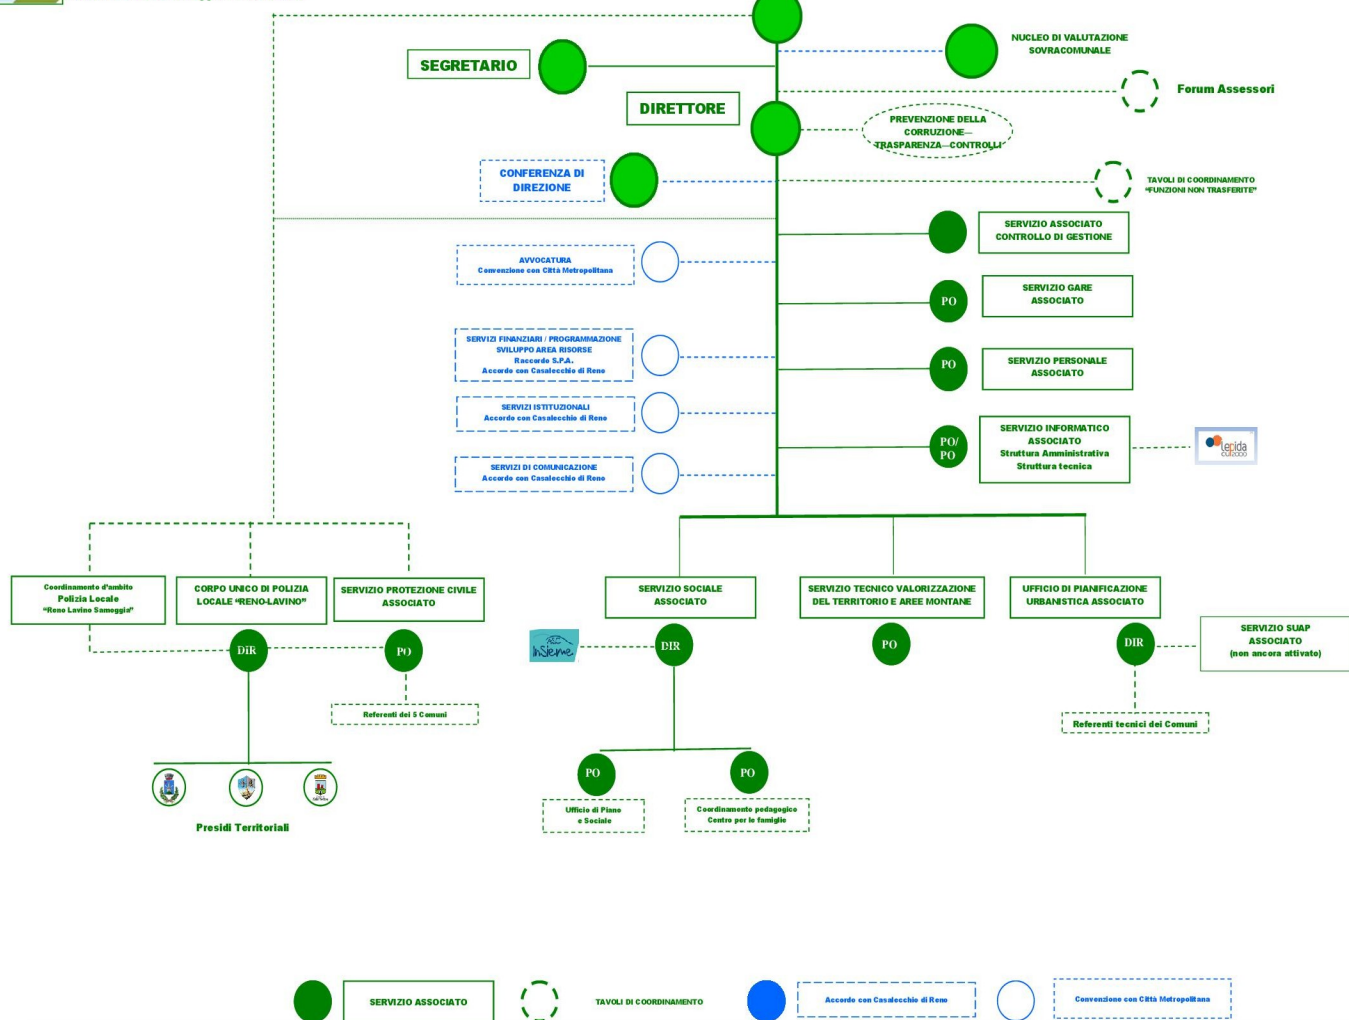 NUCLEO DI VALUTAZIONE
SOVRACOMUNALE
SEGRETARIO
Forum Assessori
DIRETTORE
PREVENZIONE DELLA
CORRUZIONE—
TRASPARENZA—CONTROLLI
CONFERENZA DI
DIREZIONE
TAVOLI DI COORDINAMENTO
“FUNZIONI NON TRASFERITE”
SERVIZIO ASSOCIATO
CONTROLLO DI GESTIONE
AVVOCATURA
Convenzione con Città Metropolitana
PO
SERVIZIO GARE
ASSOCIATO
SERVIZI FINANZIARI / PROGRAMMAZIONE
SVILUPPO AREA RISORSE
Raccordo S.P.A.
Accordo con Casalecchio di Reno
PO
SERVIZIO PERSONALE
ASSOCIATO
SERVIZI ISTITUZIONALI
Accordo con Casalecchio di Reno
PO/
PO
SERVIZIO INFORMATICO
ASSOCIATO
Struttura Amministrativa
Struttura tecnica
lepida
SERVIZI DI COMUNICAZIONE
Accordo con Casalecchio di Reno
Coordinamento d'ambito
Polizia Locale
“Reno Lavino Samoggia”
CORPO UNICO DI POLIZIA
LOCALE “RENO-LAVINO”
SERVIZIO PROTEZIONE CIVILE
ASSOCIATO
SERVIZIO SOCIALE
ASSOCIATO
SERVIZIO TECNICO VALORIZZAZIONE
DEL TERRITORIO E AREE MONTANE
UFFICIO DI PIANIFICAZIONE
URBANISTICA ASSOCIATO
DiR
PO
InSieme
DIR
PO
DIR
SERVIZIO SUAP
ASSOCIATO
(non ancora attivato)
Referenti dei 5 Comuni
Referenti tecnici dei Comuni
PO
PO
Ufficio di Piano
e Sociale
Coordinamento pedagogico
Centro per le famiglie
Presidi Territoriali
SERVIZIO ASSOCIATO
TAVOLI DI COORDINAMENTO
Accordo con Casalecchio di Reno
Convenzione con Città Metropolitana